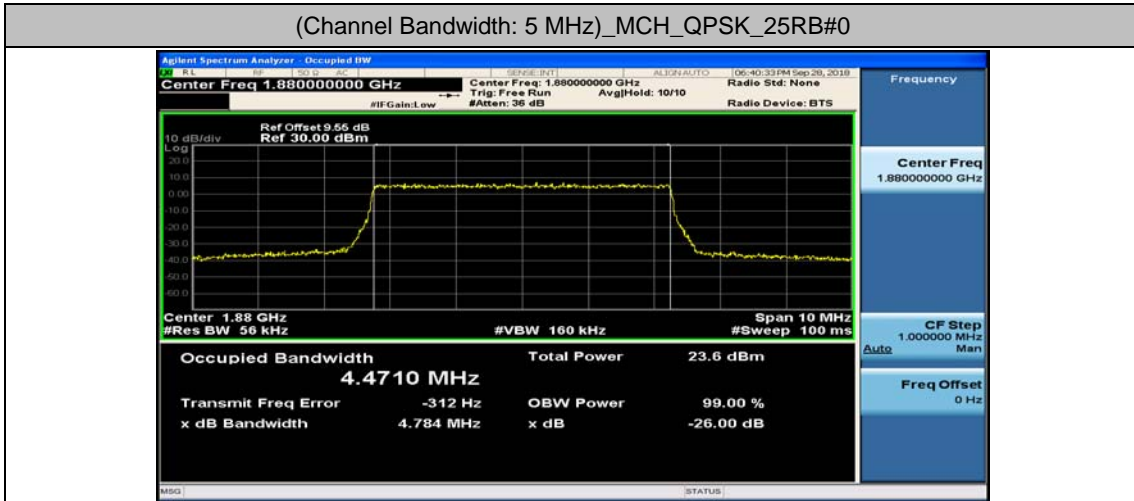 (Channel Bandwidth: 5 MHz)_MCH_QPSK_25RB#0
Agilent Spectrum Analyzer - Occupied BW
RL RF 50 Ω AC SENSE:INT ALIGN AUTO 06:40:33 PM Sep 28, 2018
Center Freq 1.880000000 GHz
Center Freq: 1.880000000 GHz
Radio Std: None
Trig: Free Run Avg|Hold: 10/10
#IFGain:Low
#Atten: 36 dB
Radio Device: BTS
Ref Offset 9.55 dB
10 dB/div Ref 30.00 dBm
Log
20.0
10.0
0.00
-10.0
-20.0
-30.0
-40.0
-50.0
-60.0
Center 1.88 GHz Span 10 MHz
#Res BW 56 kHz #VBW 160 kHz #Sweep 100 ms
Occupied Bandwidth Total Power 23.6 dBm
4.4710 MHz
Transmit Freq Error -312 Hz OBW Power 99.00 %
x dB Bandwidth 4.784 MHz x dB -26.00 dB
MSG STATUS
Frequency
Center Freq
1.880000000 GHz
CF Step
1.000000 MHz
Auto Man
Freq Offset
0 Hz